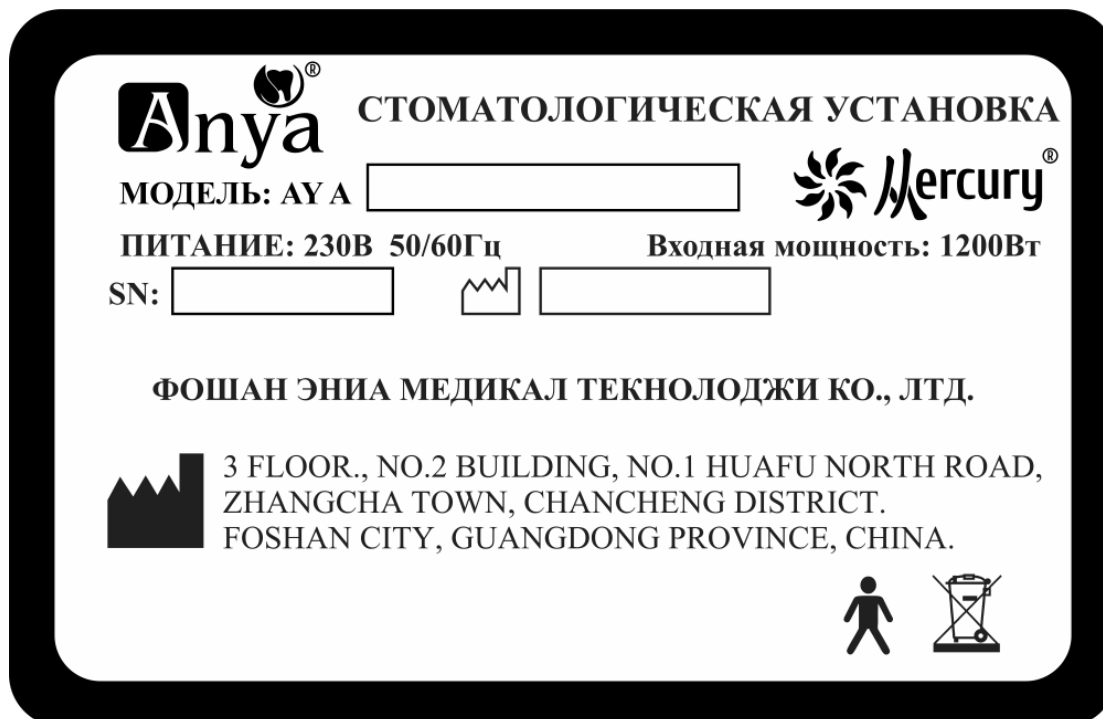 Anya®
СТОМАТОЛОГИЧЕСКАЯ УСТАНОВКА
Mercury®
МОДЕЛЬ: AY A
ПИТАНИЕ: 230В 50/60Гц
Входная мощность: 1200Вт
SN:
ФОШАН ЭНИА МЕДИКАЛ ТЕКНОЛОДЖИ КО., ЛТД.
3 FLOOR., NO.2 BUILDING, NO.1 HUAFU NORTH ROAD,
ZHANGCHA TOWN, CHANCHENG DISTRICT.
FOSHAN CITY, GUANGDONG PROVINCE, CHINA.